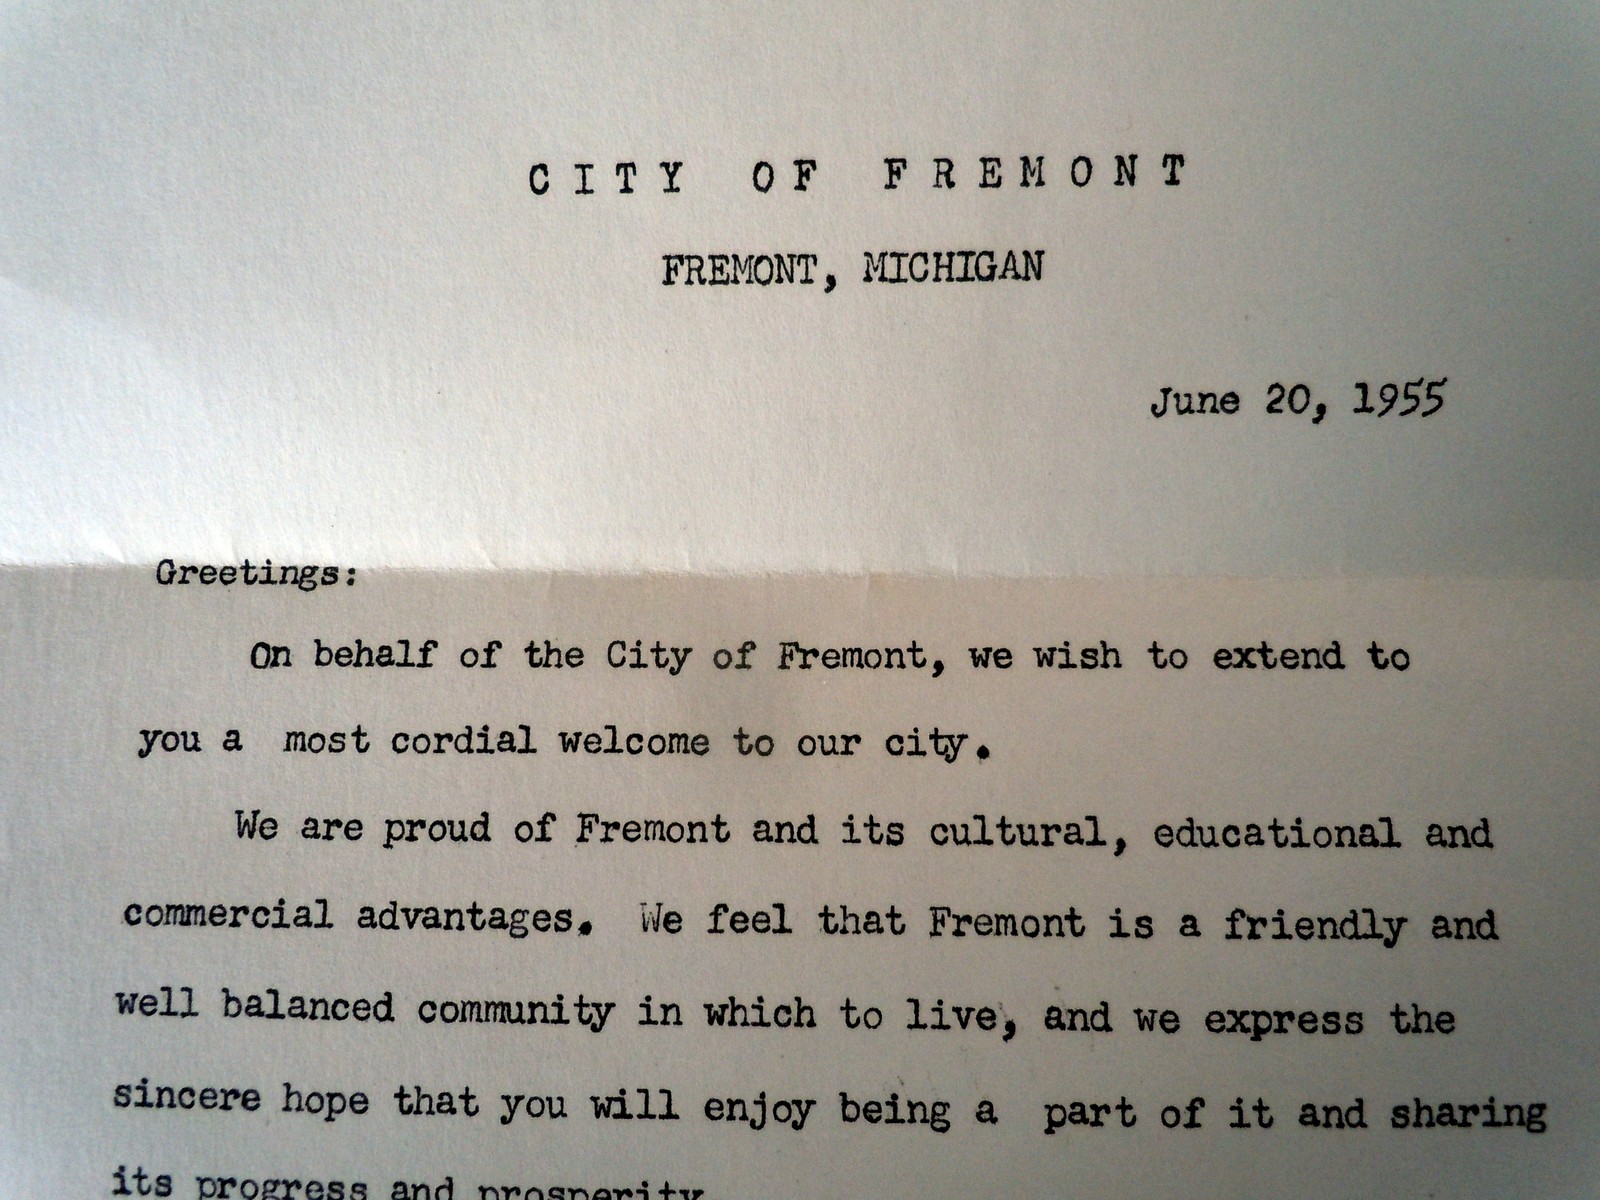 CITY OF FREMONT
FREMONT, MICHIGAN
June 20, 1955
Greetings:
On behalf of the City of Fremont, we wish to extend to
you a  most cordial welcome to our city.
We are proud of Fremont and its cultural, educational and
commercial advantages.  We feel that Fremont is a friendly and
well balanced community in which to live, and we express the
sincere hope that you will enjoy being a  part of it and sharing
its progress and prosperity.